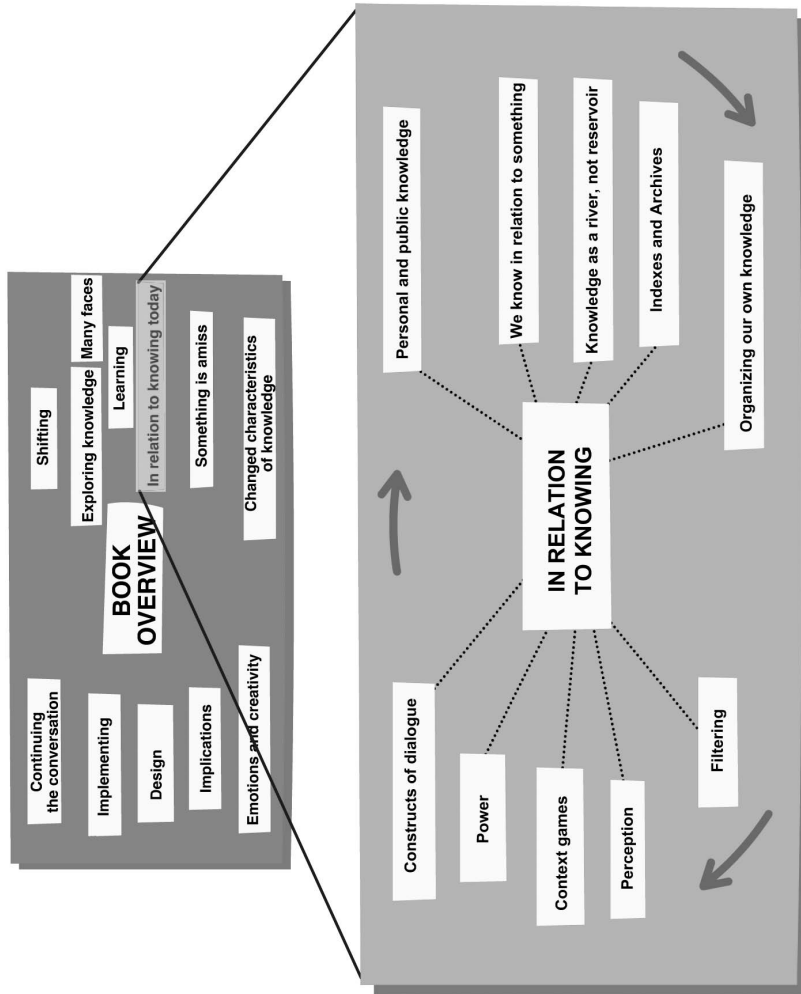 Continuing
the conversation
Implementing
Design
Implications
Emotions and creativity
BOOK
OVERVIEW
Shifting
Exploring knowledge
Many faces
Learning
In relation to knowing today
Something is amiss
Changed characteristics
of knowledge
Constructs of dialogue
Power
Context games
Perception
Filtering
IN RELATION
TO KNOWING
Personal and public knowledge
We know in relation to something
Knowledge as a river, not reservoir
Indexes and Archives
Organizing our own knowledge